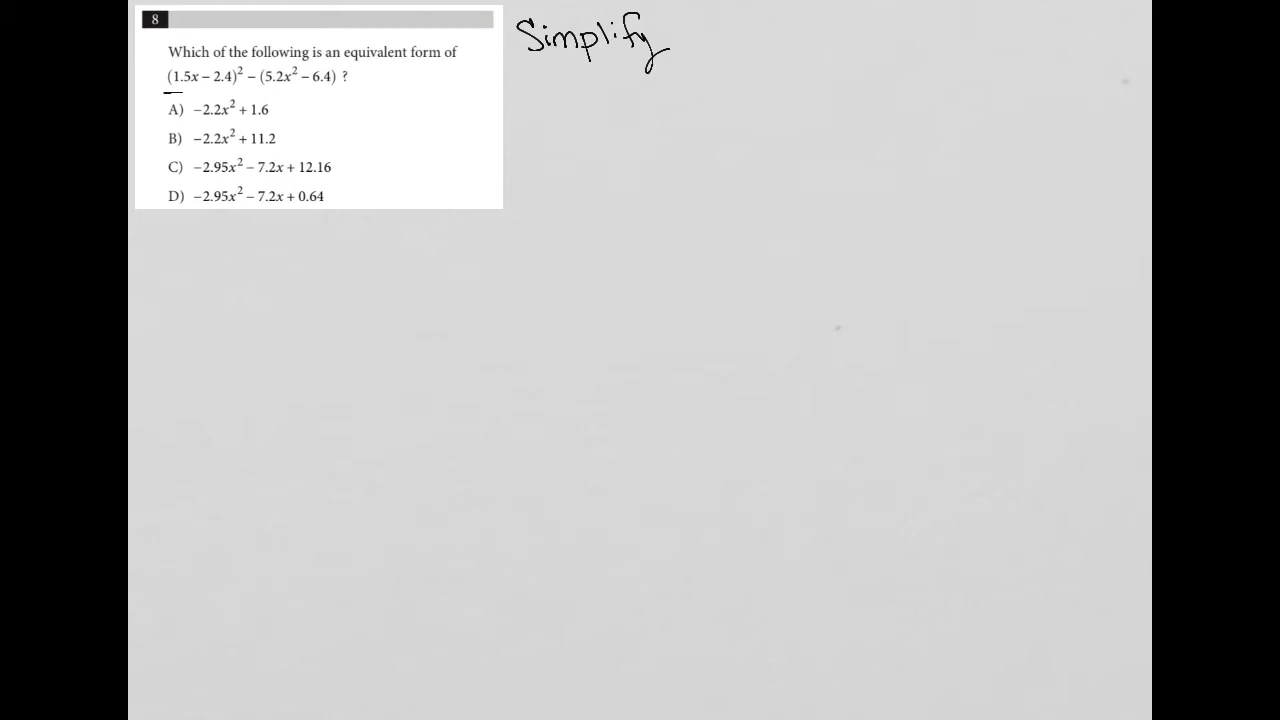 8
Simplify
Which of the following is an equivalent form of
(1.5x − 2.4)² − (5.2x² − 6.4) ?
A) −2.2x² + 1.6
B) −2.2x² + 11.2
C) −2.95x² − 7.2x + 12.16
D) −2.95x² − 7.2x + 0.64